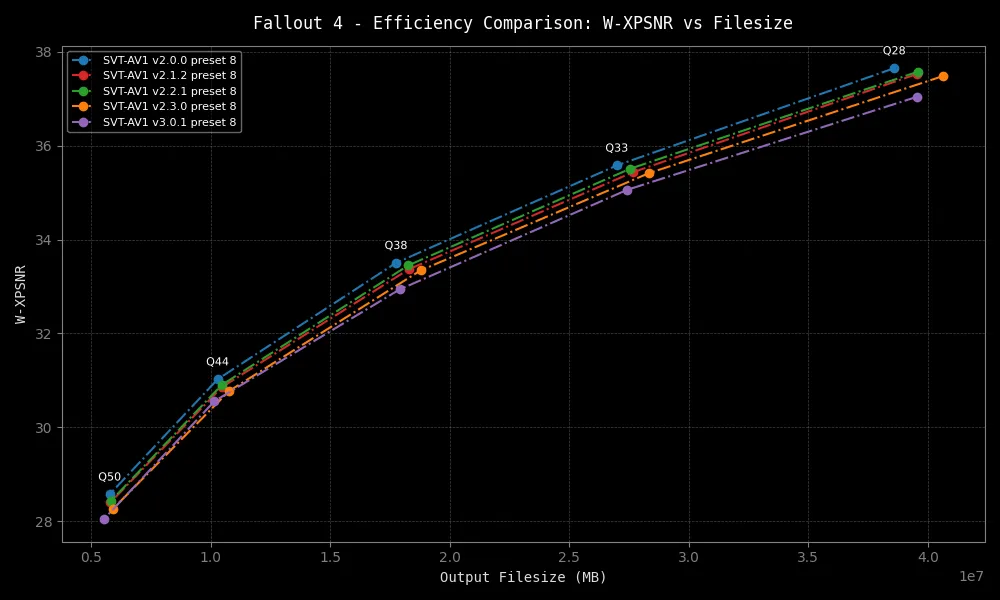 Fallout 4 - Efficiency Comparison: W-XPSNR vs Filesize
SVT-AV1 v2.0.0 preset 8
SVT-AV1 v2.1.2 preset 8
SVT-AV1 v2.2.1 preset 8
SVT-AV1 v2.3.0 preset 8
SVT-AV1 v3.0.1 preset 8
Q28
Q33
Q38
Q44
Q50
W-XPSNR
38
36
34
32
30
28
0.5 1.0 1.5 2.0 2.5 3.0 3.5 4.0
1e7
Output Filesize (MB)